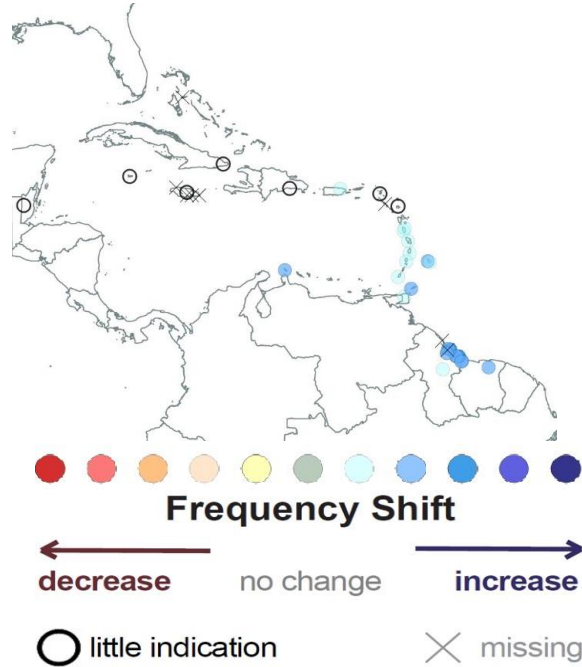 Frequency Shift
decrease no change increase
little indication missing